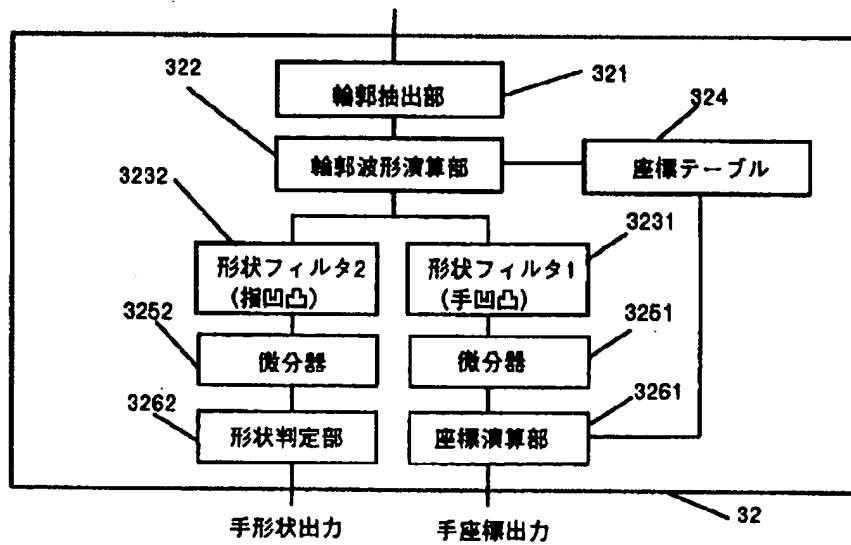 322
輪郭抽出部
321
324
輪郭波形演算部
座標テーブル
3232
3231
形状フィルタ2
(指凹凸)
形状フィルタ1
(手凹凸)
3252
3251
微分器
微分器
3262
3261
形状判定部
座標演算部
32
手形状出力
手座標出力